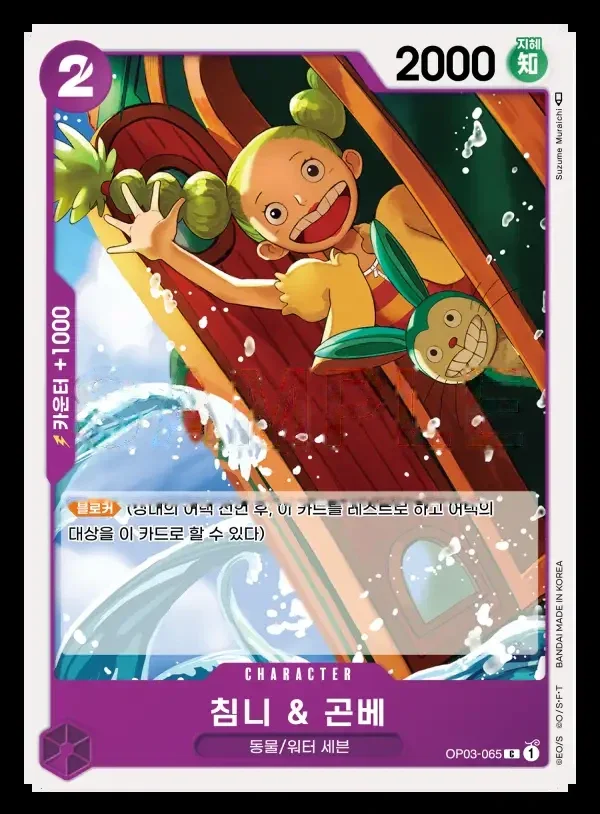 2
2000
지혜
知
Suzume Muraichi
카운터 +1000
SAMPLE
블로커 (상대의 어택 선언 후, 이 카드를 레스트로 하고 어택의
대상을 이 카드로 할 수 있다)
CHARACTER
침니 & 곤베
동물/워터 세븐
OP03-065 C 1
©EO/S ©O/S·F·T BANDAI MADE IN KOREA